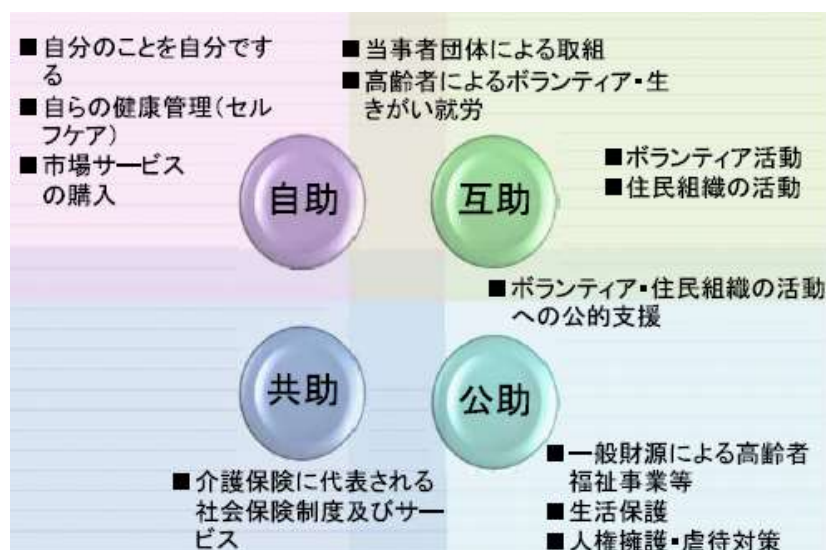 ■自分のことを自分です
る
■自らの健康管理(セル
フケア)
■市場サービス
の購入
■当事者団体による取組
■高齢者によるボランティア・生
きがい就労
■ボランティア活動
■住民組織の活動
自助
互助
■ボランティア・住民組織の活動
への公的支援
共助
公助
■介護保険に代表される
社会保険制度及びサー
ビス
■一般財源による高齢者
福祉事業等
■生活保護
■人権擁護・虐待対策